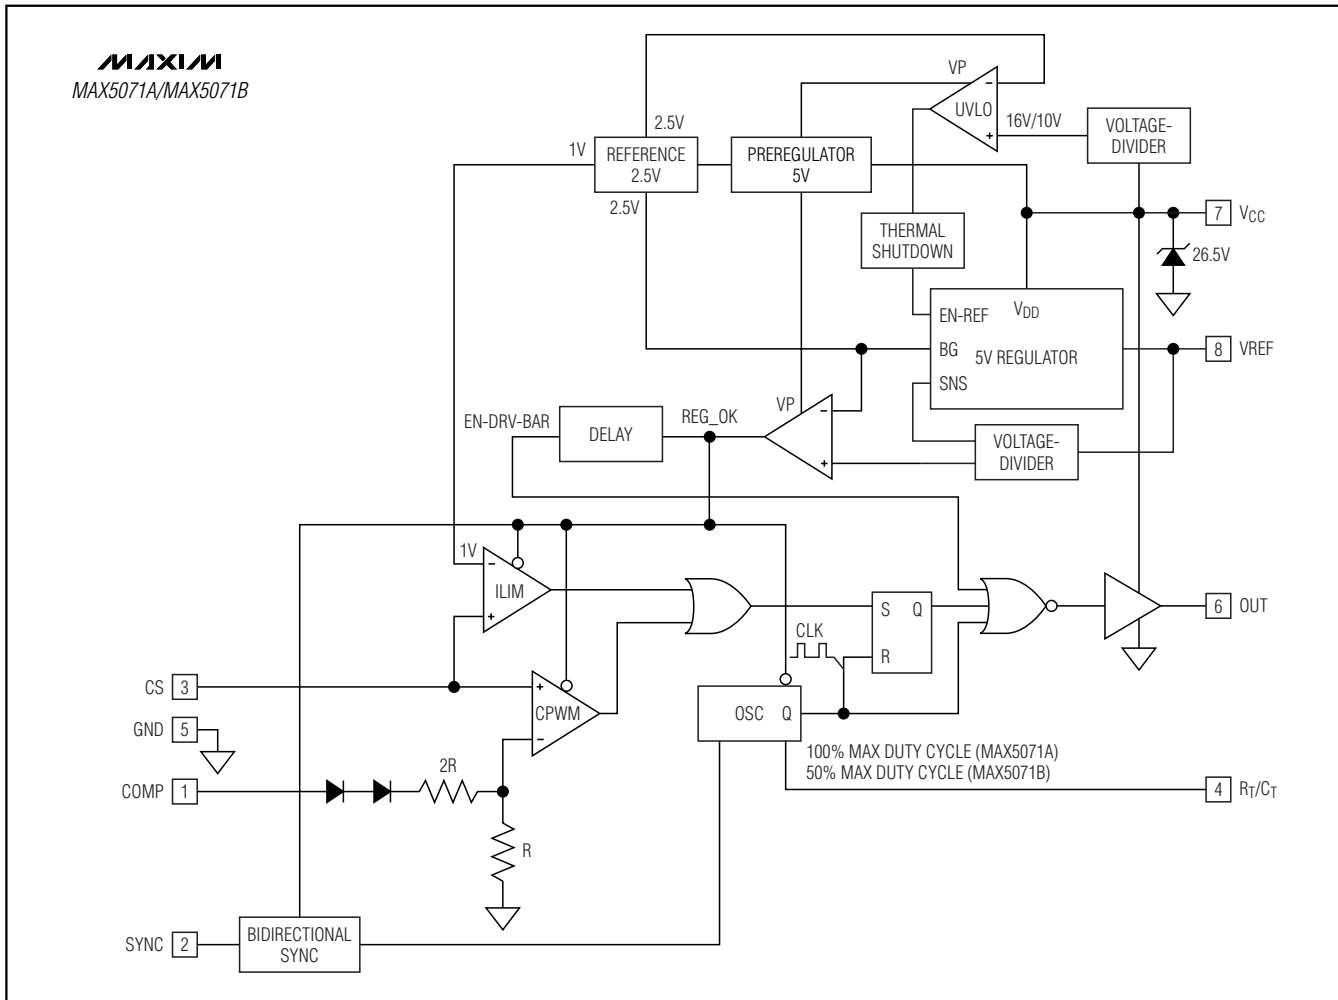 MAXIM
MAX5071A/MAX5071B
VP
−
UVLO
+
16V/10V
VOLTAGE-
DIVIDER
2.5V
1V
REFERENCE
2.5V
2.5V
PREREGULATOR
5V
7
VCC
THERMAL
SHUTDOWN
26.5V
EN-REF
VDD
BG
5V REGULATOR
SNS
8
VREF
VP
−
+
EN-DRV-BAR
DELAY
REG_OK
VOLTAGE-
DIVIDER
1V
−
ILIM
+
S
Q
R
CLK
6
OUT
CS
3
+
CPWM
−
OSC
Q
GND
5
100% MAX DUTY CYCLE (MAX5071A)
50% MAX DUTY CYCLE (MAX5071B)
COMP
1
2R
4
RT/CT
R
SYNC
2
BIDIRECTIONAL
SYNC